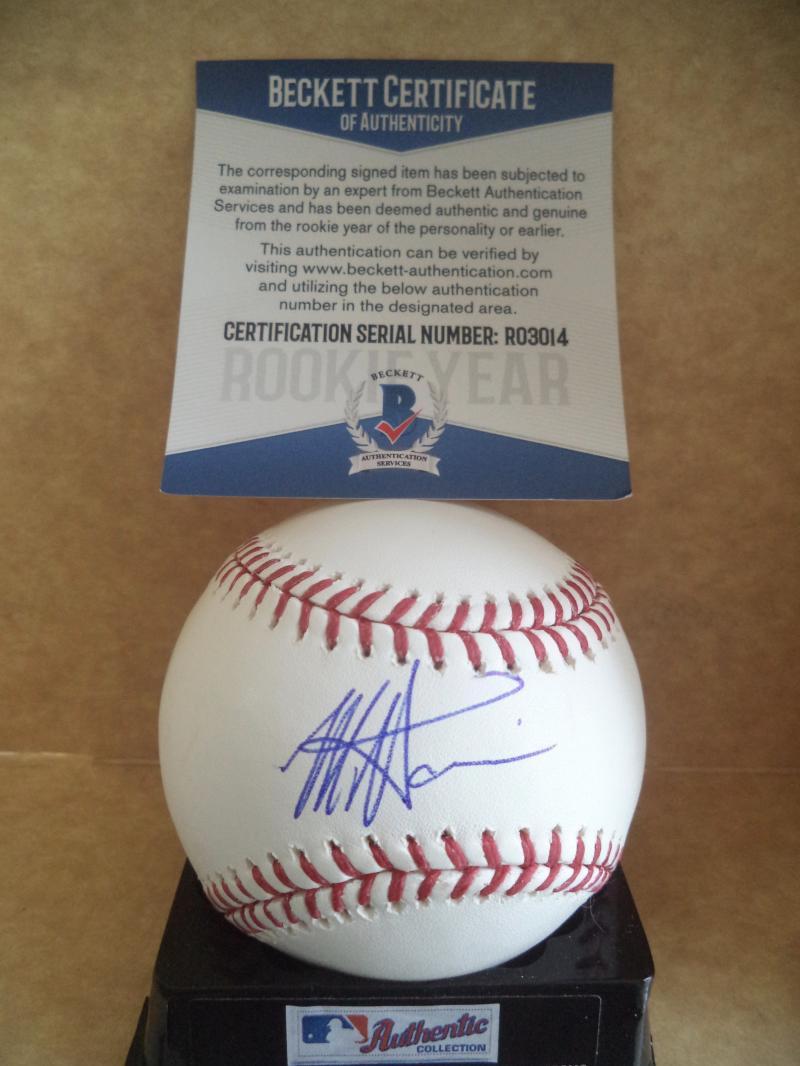 BECKETT CERTIFICATE
OF AUTHENTICITY
The corresponding signed item has been subjected to
examination by an expert from Beckett Authentication
Services and has been deemed authentic and genuine
from the rookie year of the personality or earlier.
This authentication can be verified by
visiting www.beckett-authentication.com
and utilizing the below authentication
number in the designated area.
CERTIFICATION SERIAL NUMBER: R03014
ROOKIE YEAR
BECKETT
B
AUTHENTICATION
SERVICES
Authentic
COLLECTION